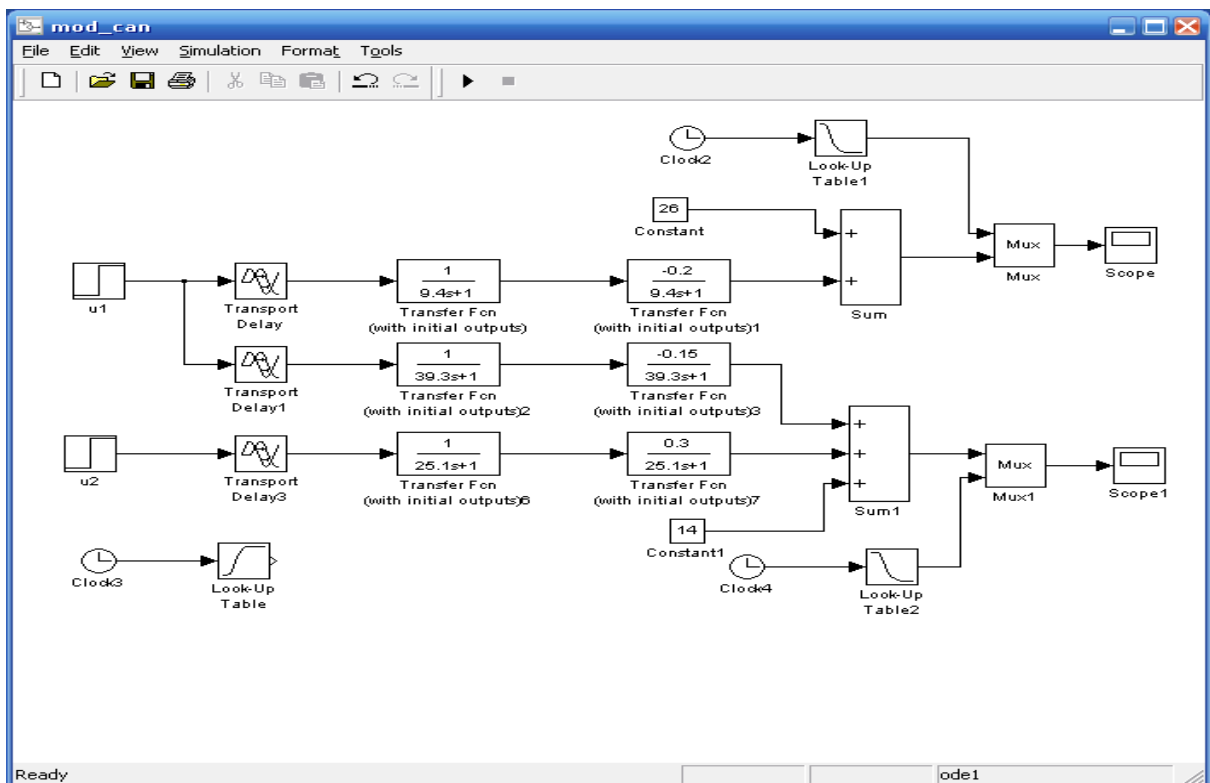 mod_can
File Edit View Simulation Format Tools
Clock2
Look-Up
Table1
26
Constant
+
+
Sum
Mux
Mux
Scope
u1
Transport
Delay
1
9.4s+1
Transfer Fcn
(with initial outputs)
-0.2
9.4s+1
Transfer Fcn
(with initial outputs)1
Transport
Delay1
1
39.3s+1
Transfer Fcn
(with initial outputs)2
-0.15
39.3s+1
Transfer Fcn
(with initial outputs)3
u2
Transport
Delay3
1
25.1s+1
Transfer Fcn
(with initial outputs)6
0.3
25.1s+1
Transfer Fcn
(with initial outputs)7
+
+
+
Sum1
Mux
Mux1
Scope1
14
Constant1
Clock3
Look-Up
Table
Clock4
Look-Up
Table2
Ready
ode1